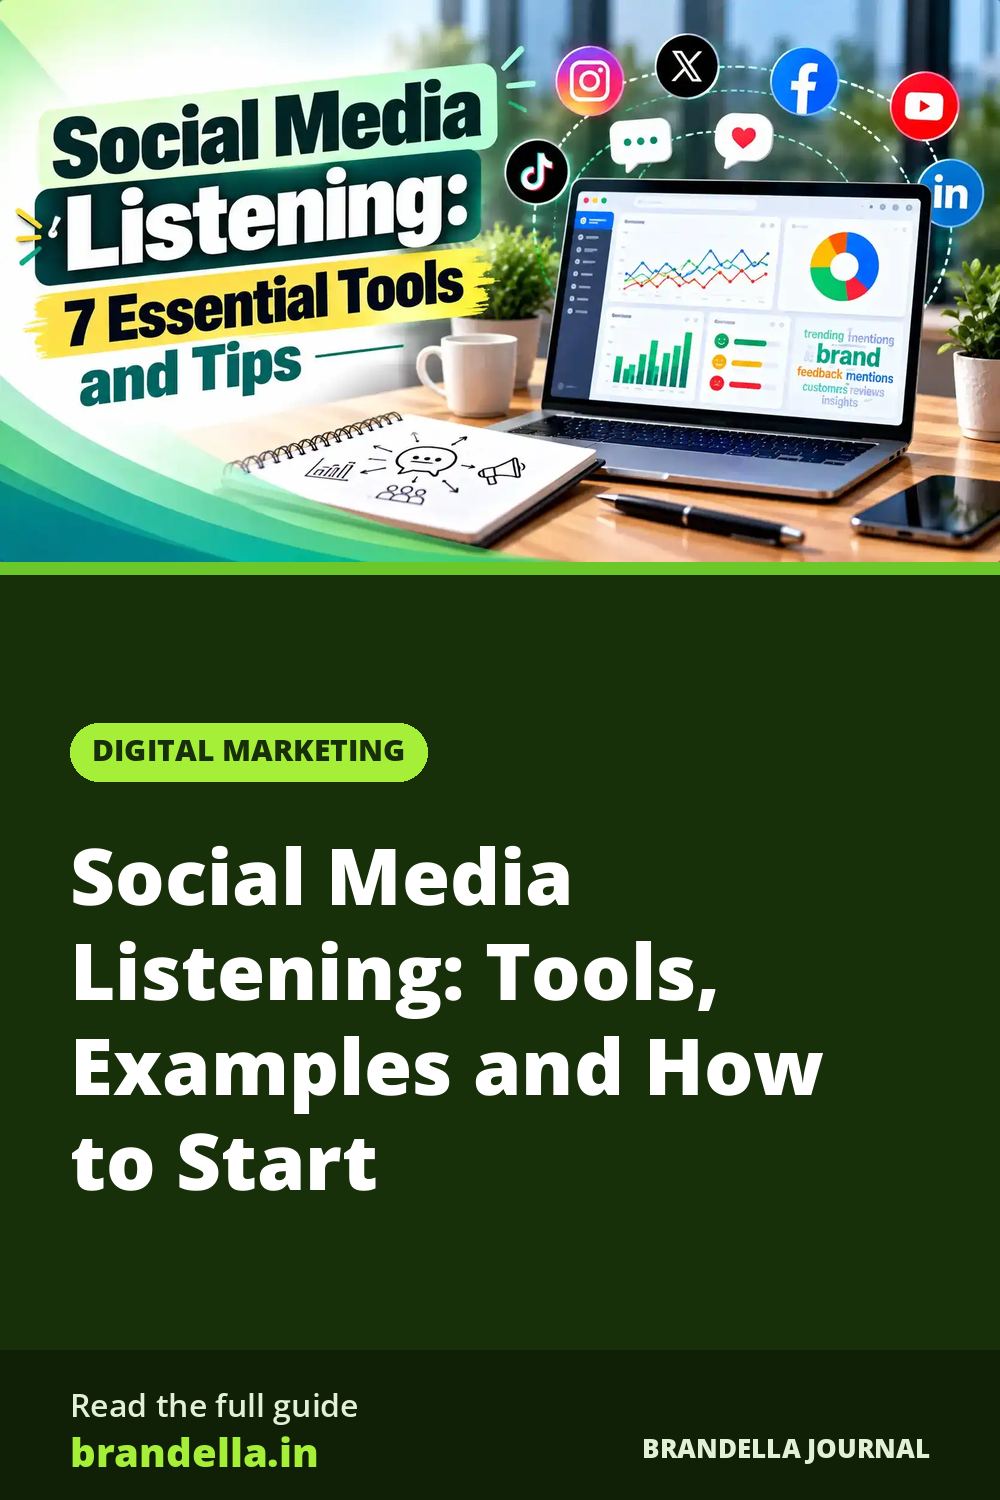 Social Media
Listening:
7 Essential Tools
and Tips
trending mentioning
brand
feedback mentions
customers reviews
insights
DIGITAL MARKETING
Social Media
Listening: Tools,
Examples and How
to Start
Read the full guide
brandella.in
BRANDELLA JOURNAL